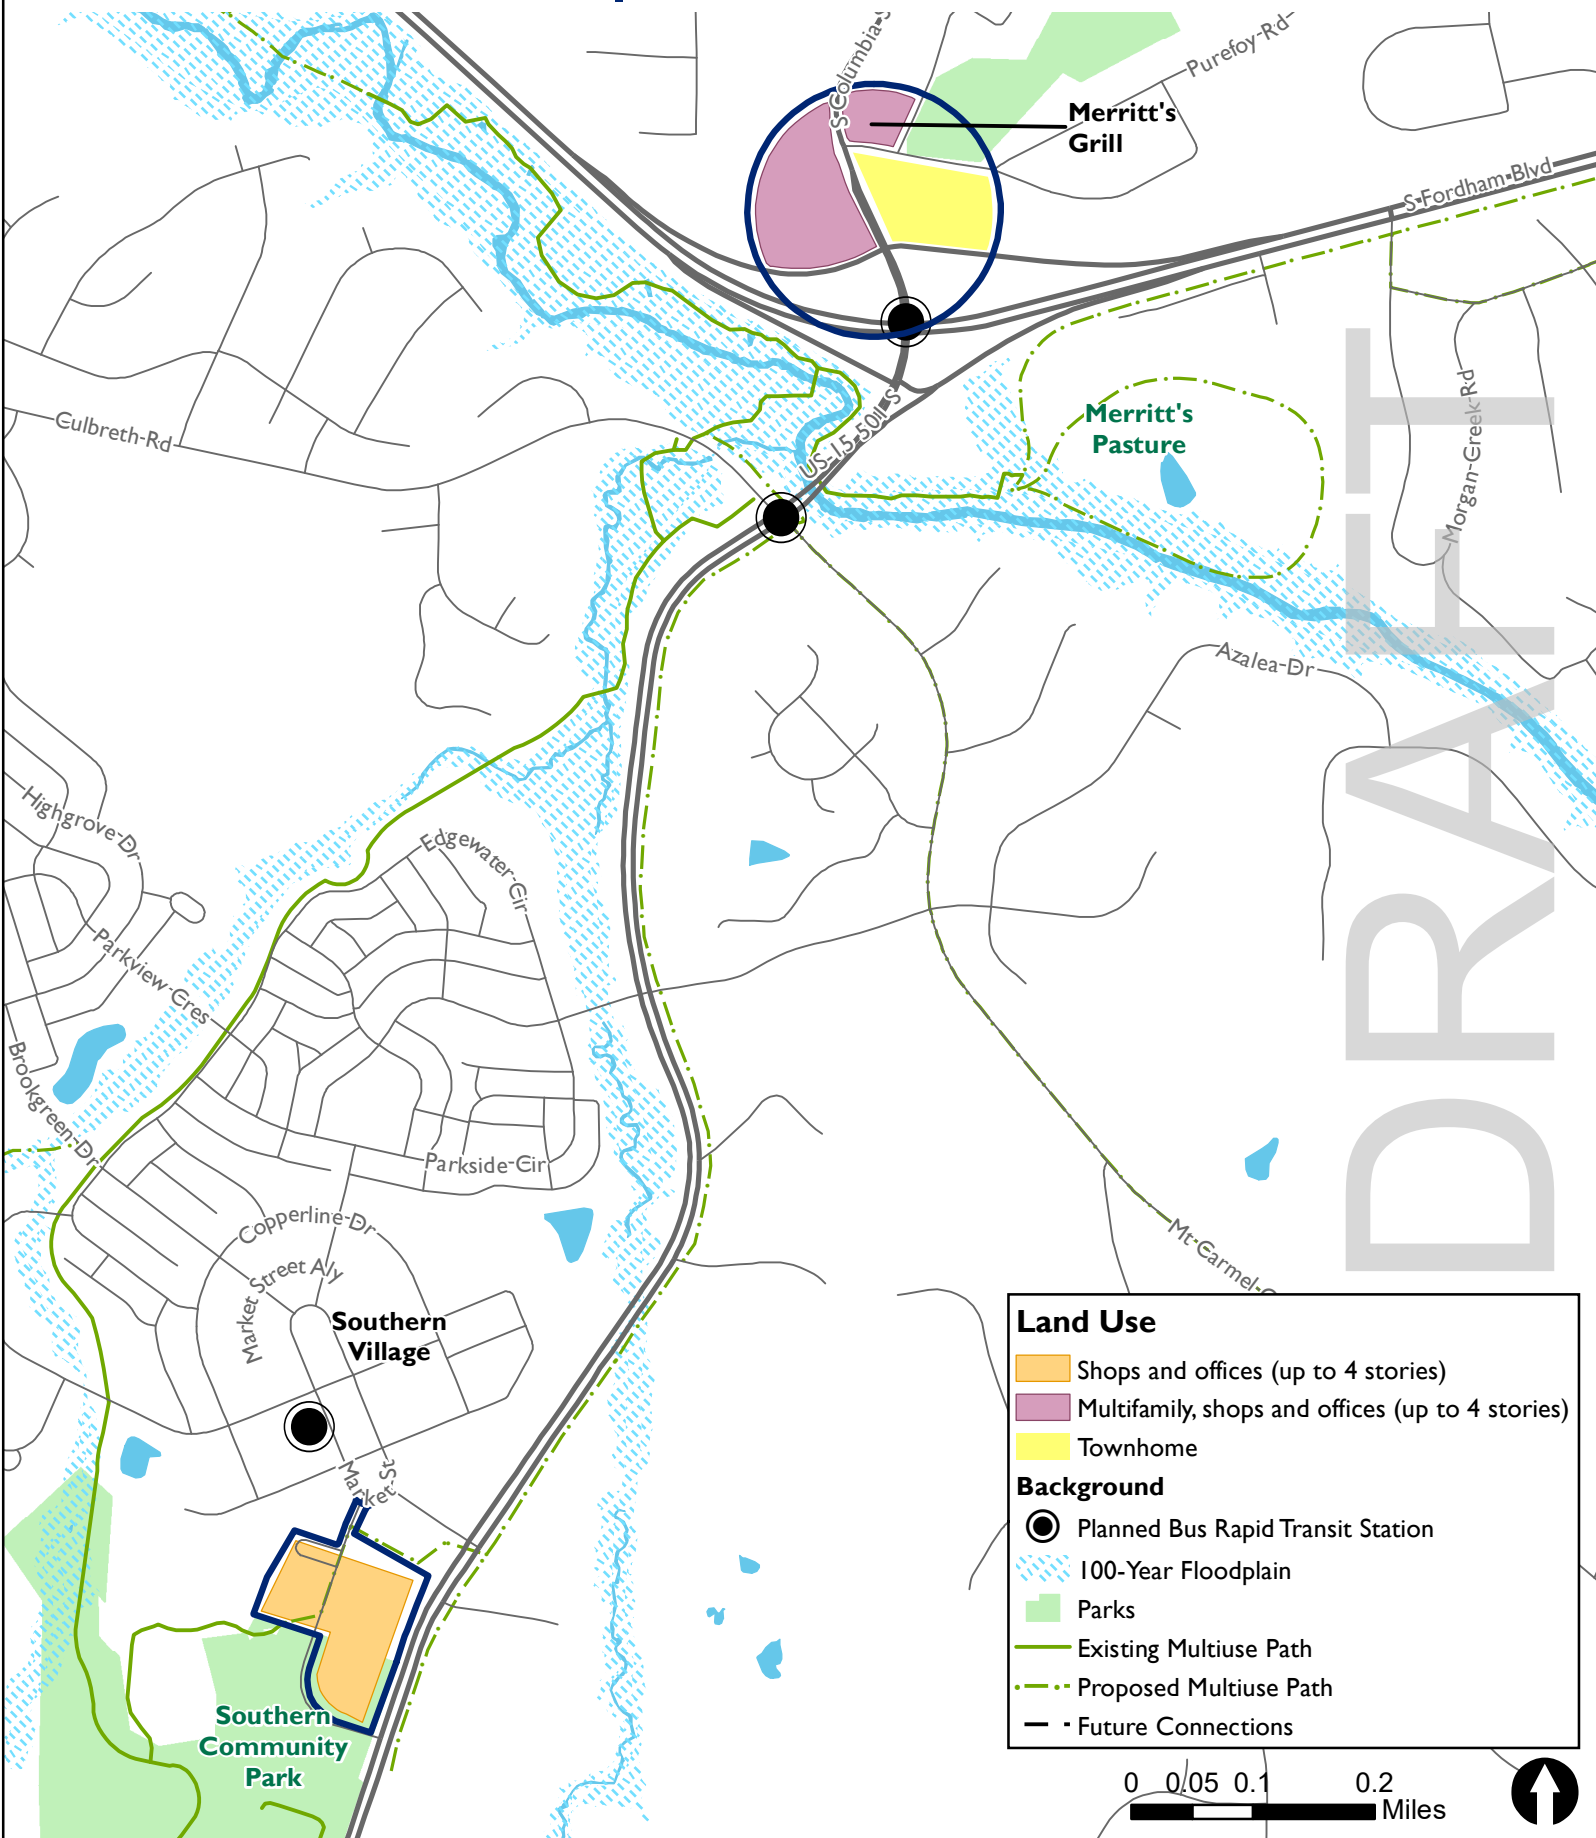 S-Columbia-S
Purefoy-Rd
Merritt's
Grill
S-Fordham-Blvd
Culbreth-Rd
US-15-501-S
Merritt's
Pasture
Morgan-Creek-Rd
Azalea-Dr
DRAFT
Highgrove-Dr
Edgewater-Cir
Parkview-Cres
Brookgreen-Dr
Parkside-Cir
Copperline-Dr
Market Street Aly
Southern
Village
Mt Carmel-C
Market-St
Southern
Community
Park
Land Use
Shops and offices (up to 4 stories)
Multifamily, shops and offices (up to 4 stories)
Townhome
Background
Planned Bus Rapid Transit Station
100-Year Floodplain
Parks
Existing Multiuse Path
Proposed Multiuse Path
Future Connections
0 0.05 0.1 0.2
Miles